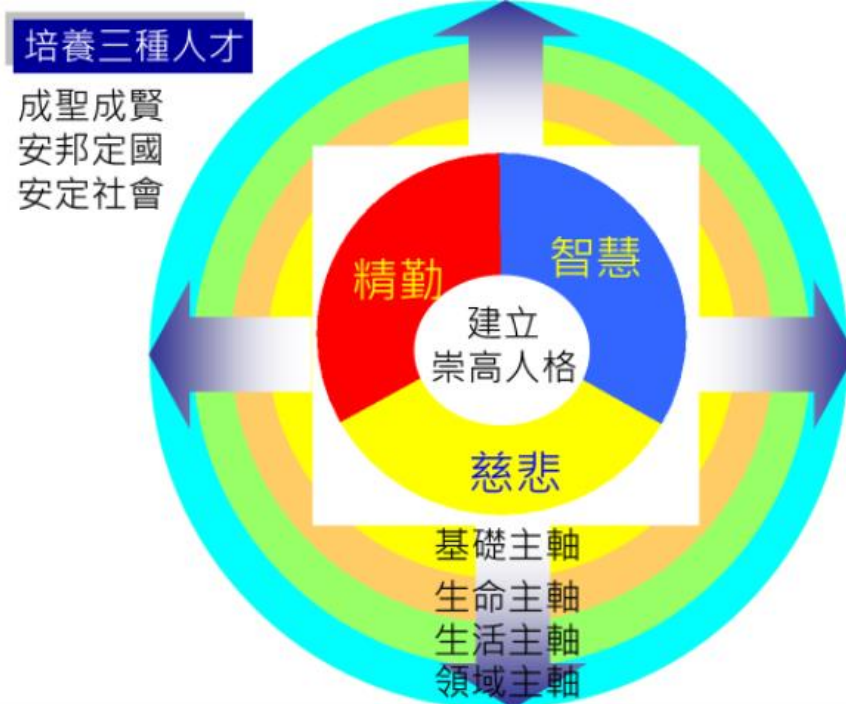 培養三種人才
成聖成賢
安邦定國
安定社會
精勤
智慧
建立
崇高人格
慈悲
基礎主軸
生命主軸
生活主軸
領域主軸